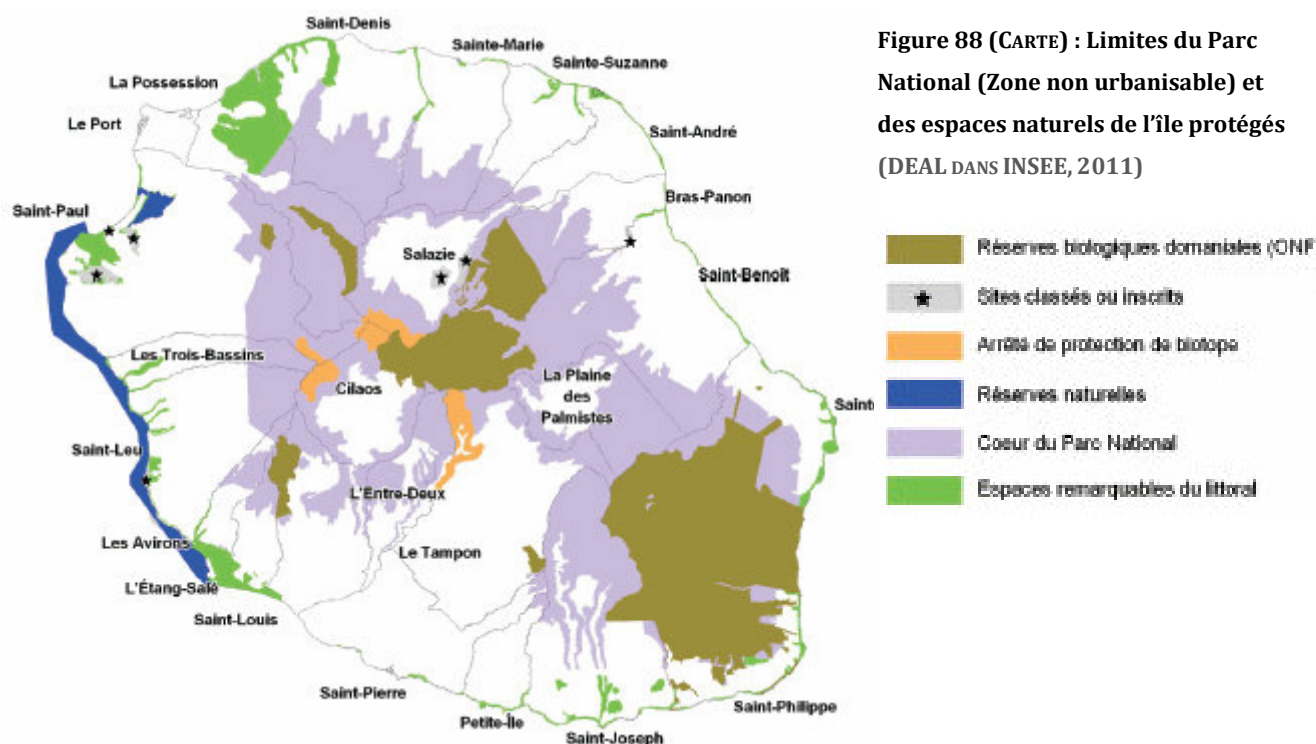 Saint-Denis
Sainte-Marie
Sainte-Suzanne
La Possession
Le Port
Saint-André
Bras-Panon
Saint-Paul
Salazie
Saint-Benoît
Les Trois-Bassins
Cilaos
La Plaine
des
Palmistes
Sainte
Saint-Leu
L'Entre-Deux
Les Avirons
Le Tampon
L'Étang-Salé
Saint-Louis
Saint-Pierre
Saint-Philippe
Petite-Île
Saint-Joseph
Figure 88 (CARTE) : Limites du Parc
National (Zone non urbanisable) et
des espaces naturels de l'île protégés
(DEAL DANS INSEE, 2011)
Réserves biologiques domaniales (ONF
Sites classés ou inscrits
Arrêté de protection de biotope
Réserves naturelles
Coeur du Parc National
Espaces remarquables du littoral